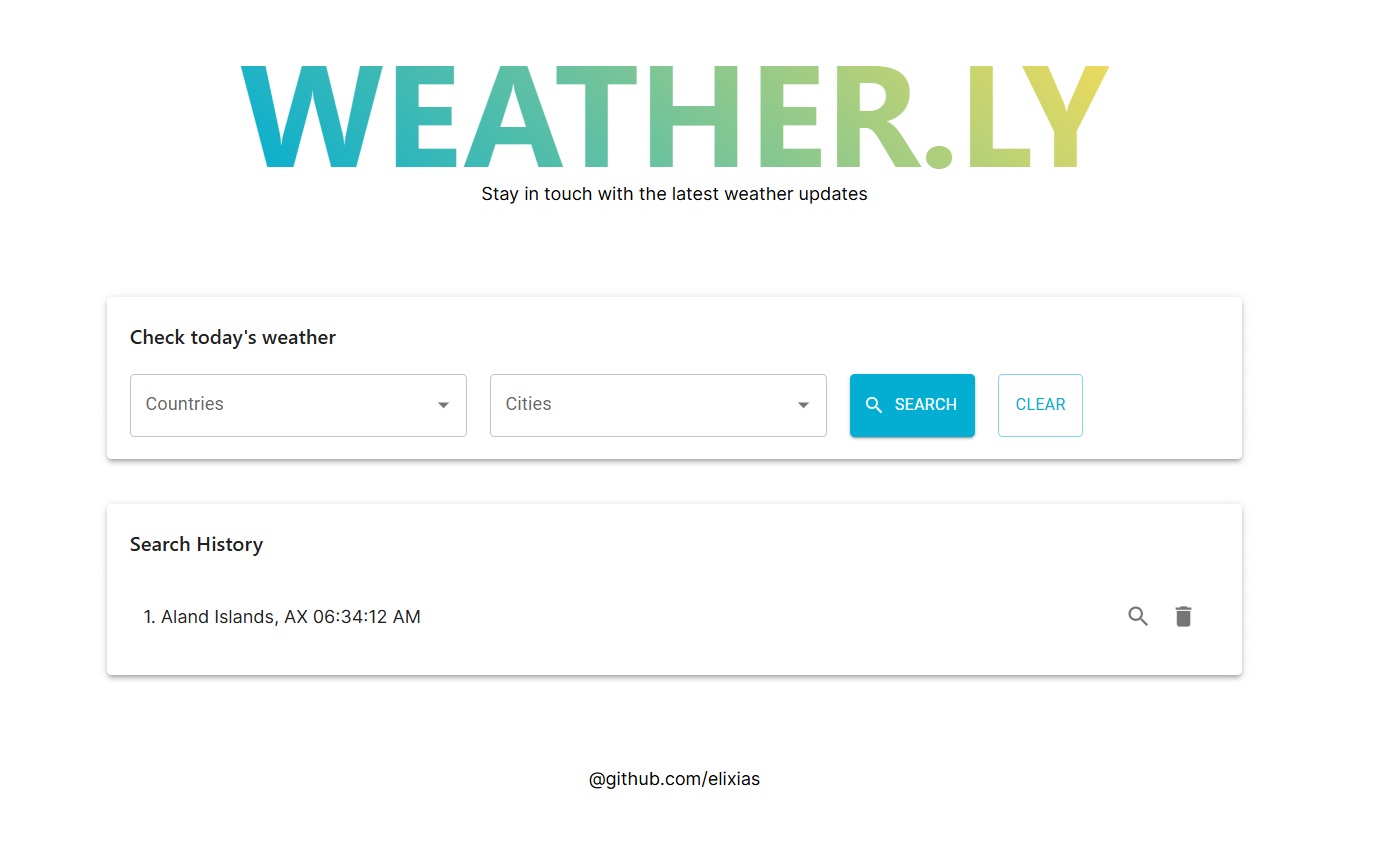 WEATHER.LY
Stay in touch with the latest weather updates
Check today's weather
Countries
Cities
SEARCH
CLEAR
Search History
1. Aland Islands, AX 06:34:12 AM
@github.com/elixias